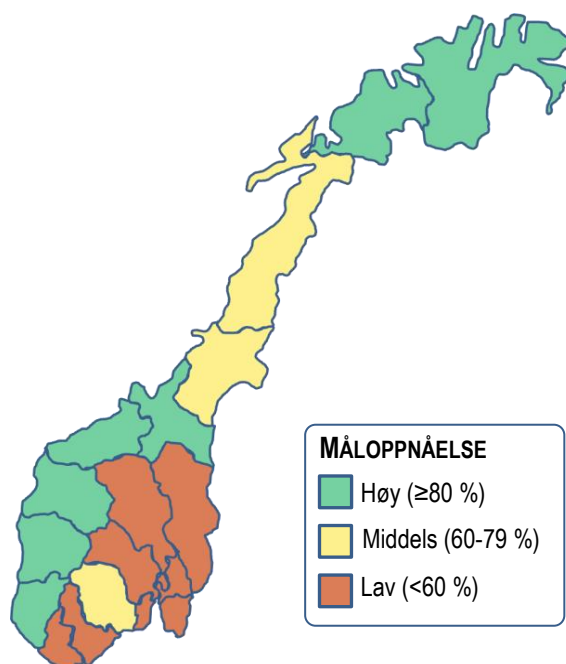 MÅLOPPNÅELSE
Høy (≥80 %)
Middels (60-79 %)
Lav (<60 %)